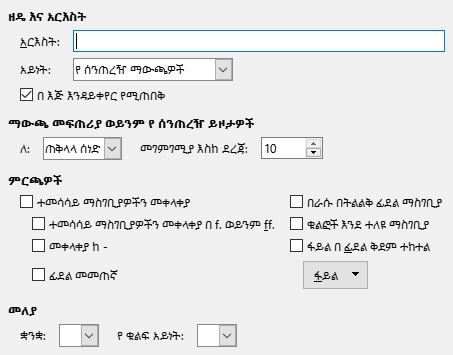 ዘዴ እና አርእስት
አርእስት:
አይነት: የ ሰንጠረዥ ማውጫዎች
በ እጅ እንዳይቀየር የሚጠበቅ
ማውጫ መፍጠሪያ ወይንም የ ሰንጠረዥ ይዞታዎች
ለ: ጠቅላላ ሰነድ መገምገሚያ እስከ ደረጃ: 10
ምርጫዎች
ተመሳሳይ ማስገቢያዎችን መቀላቀያ በራሱ በትልልቅ ፊደል ማስገቢያ
ተመሳሳይ ማስገቢያዎችን መቀላቀያ በ f. ወይንም ff. ቁልፎች እንደ ተለዩ ማስገቢያ
መቀላቀያ ከ - ፋይል በ ፊደል ቅደም ተከተል
ፊደል መመጠኛ ፋይል
መለያ
ቋንቋ: የ ቁልፍ አይነት: